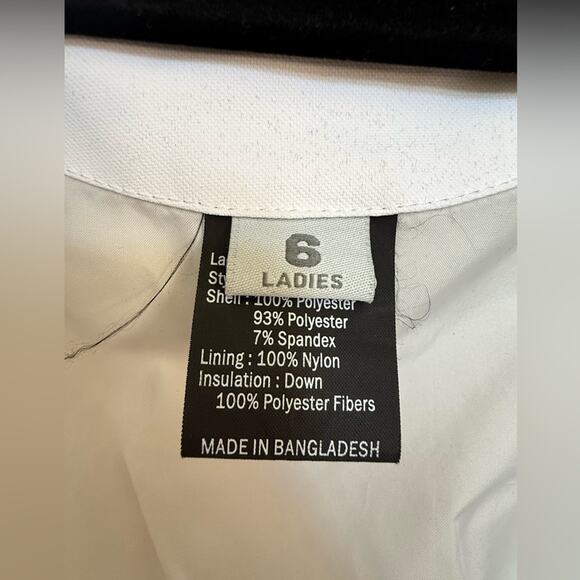 6
LADIES
Shell : 100% Polyester
93% Polyester
7% Spandex
Lining : 100% Nylon
Insulation : Down
100% Polyester Fibers
MADE IN BANGLADESH